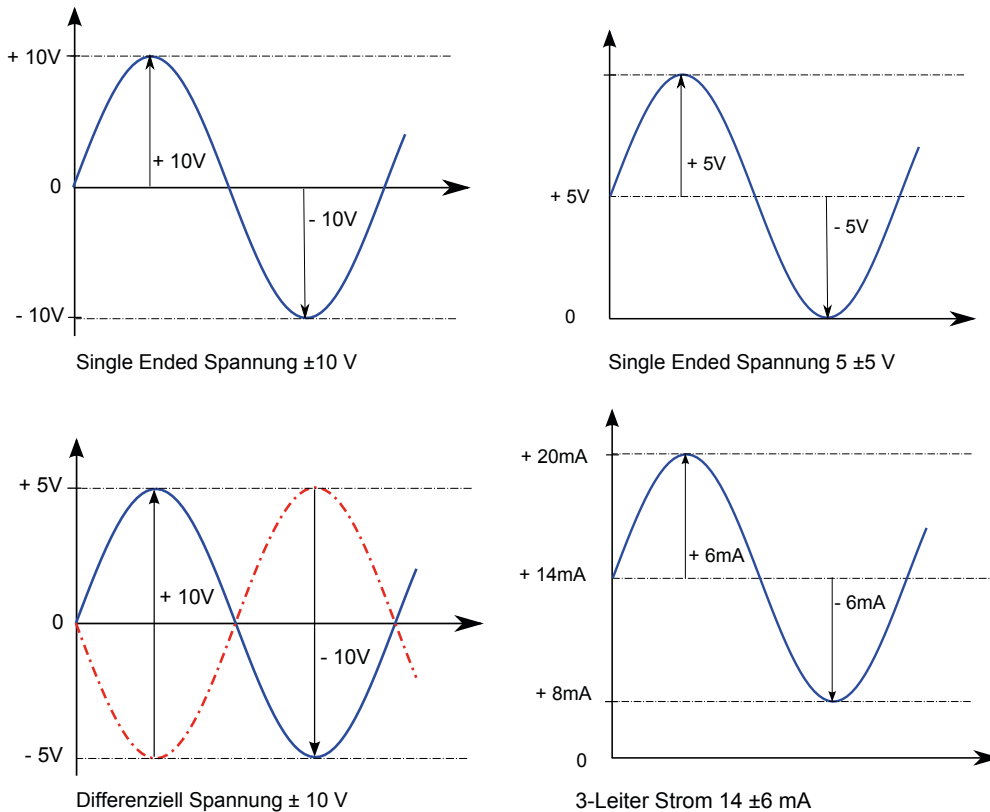 + 10V
+ 10V
0
- 10V
- 10V
Single Ended Spannung ±10 V
+ 5V
+ 5V
- 5V
0
Single Ended Spannung 5 ±5 V
+ 5V
+ 10V
0
- 10V
- 5V
Differenziell Spannung ± 10 V
+ 20mA
+ 6mA
+ 14mA
- 6mA
+ 8mA
0
3-Leiter Strom 14 ±6 mA